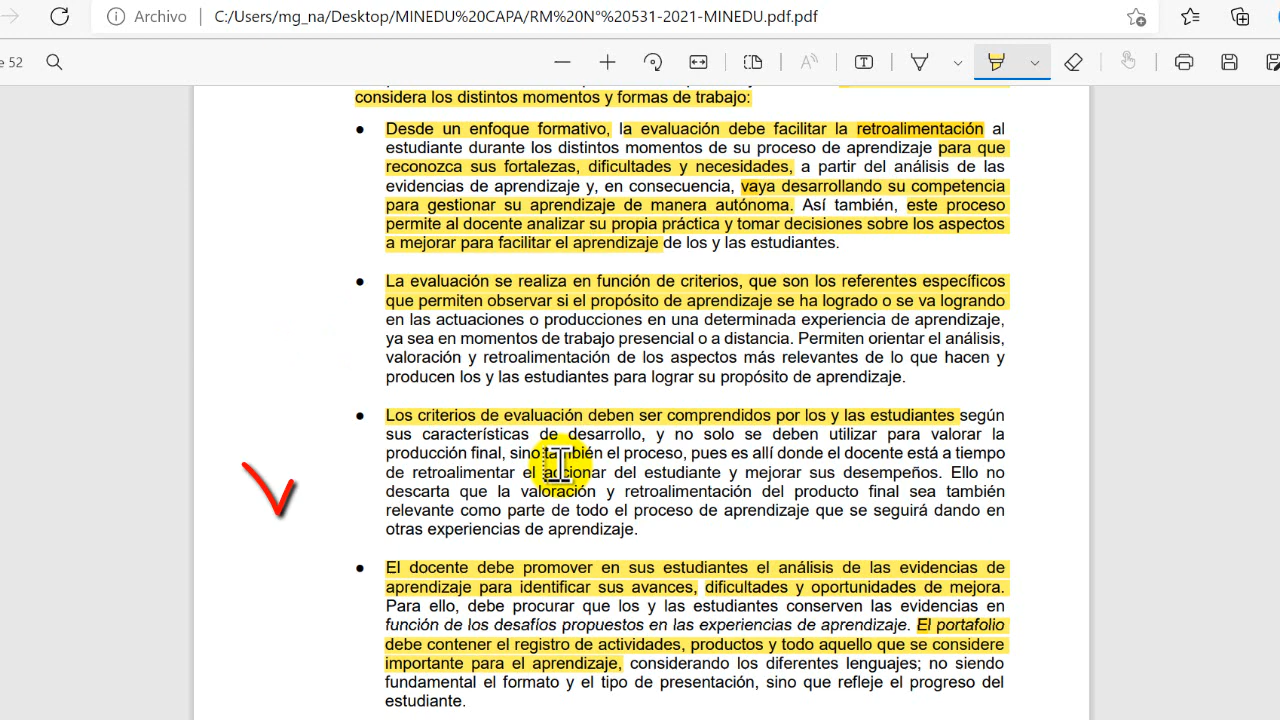 Archivo C:/Users/mg_na/Desktop/MINEDU%20CAPA/RM%20N°%20531-2021-MINEDU.pdf.pdf
52
considera los distintos momentos y formas de trabajo:
● Desde un enfoque formativo, la evaluación debe facilitar la retroalimentación al
estudiante durante los distintos momentos de su proceso de aprendizaje para que
reconozca sus fortalezas, dificultades y necesidades, a partir del análisis de las
evidencias de aprendizaje y, en consecuencia, vaya desarrollando su competencia
para gestionar su aprendizaje de manera autónoma. Así también, este proceso
permite al docente analizar su propia práctica y tomar decisiones sobre los aspectos
a mejorar para facilitar el aprendizaje de los y las estudiantes.
● La evaluación se realiza en función de criterios, que son los referentes específicos
que permiten observar si el propósito de aprendizaje se ha logrado o se va logrando
en las actuaciones o producciones en una determinada experiencia de aprendizaje,
ya sea en momentos de trabajo presencial o a distancia. Permiten orientar el análisis,
valoración y retroalimentación de los aspectos más relevantes de lo que hacen y
producen los y las estudiantes para lograr su propósito de aprendizaje.
● Los criterios de evaluación deben ser comprendidos por los y las estudiantes según
sus características de desarrollo, y no solo se deben utilizar para valorar la
producción final, sino también el proceso, pues es allí donde el docente está a tiempo
de retroalimentar el accionar del estudiante y mejorar sus desempeños. Ello no
descarta que la valoración y retroalimentación del producto final sea también
relevante como parte de todo el proceso de aprendizaje que se seguirá dando en
otras experiencias de aprendizaje.
● El docente debe promover en sus estudiantes el análisis de las evidencias de
aprendizaje para identificar sus avances, dificultades y oportunidades de mejora.
Para ello, debe procurar que los y las estudiantes conserven las evidencias en
función de los desafíos propuestos en las experiencias de aprendizaje. El portafolio
debe contener el registro de actividades, productos y todo aquello que se considere
importante para el aprendizaje, considerando los diferentes lenguajes; no siendo
fundamental el formato y el tipo de presentación, sino que refleje el progreso del
estudiante.